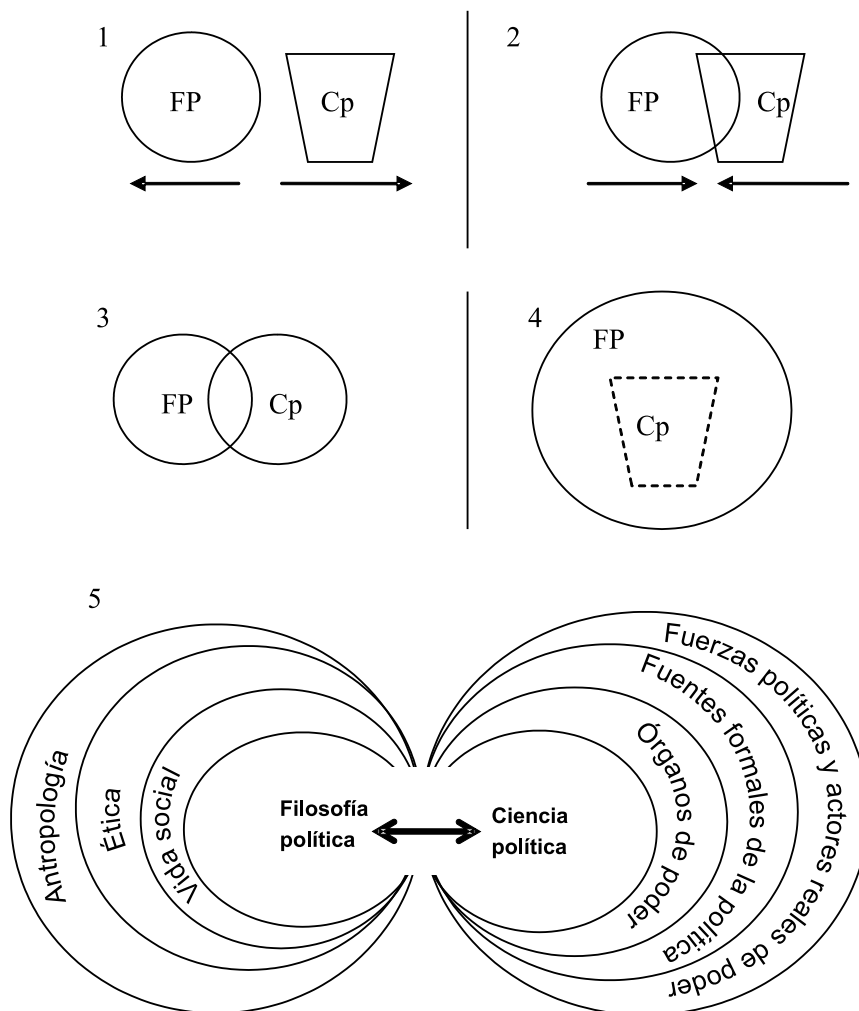 1
FP
Cp
2
FP
Cp
3
FP
Cp
4
FP
Cp
5
Antropología
Ética
Vida social
Filosofía
política
Ciencia
política
Órganos de poder
Fuentes formales de la política
Fuerzas políticas y actores reales de poder